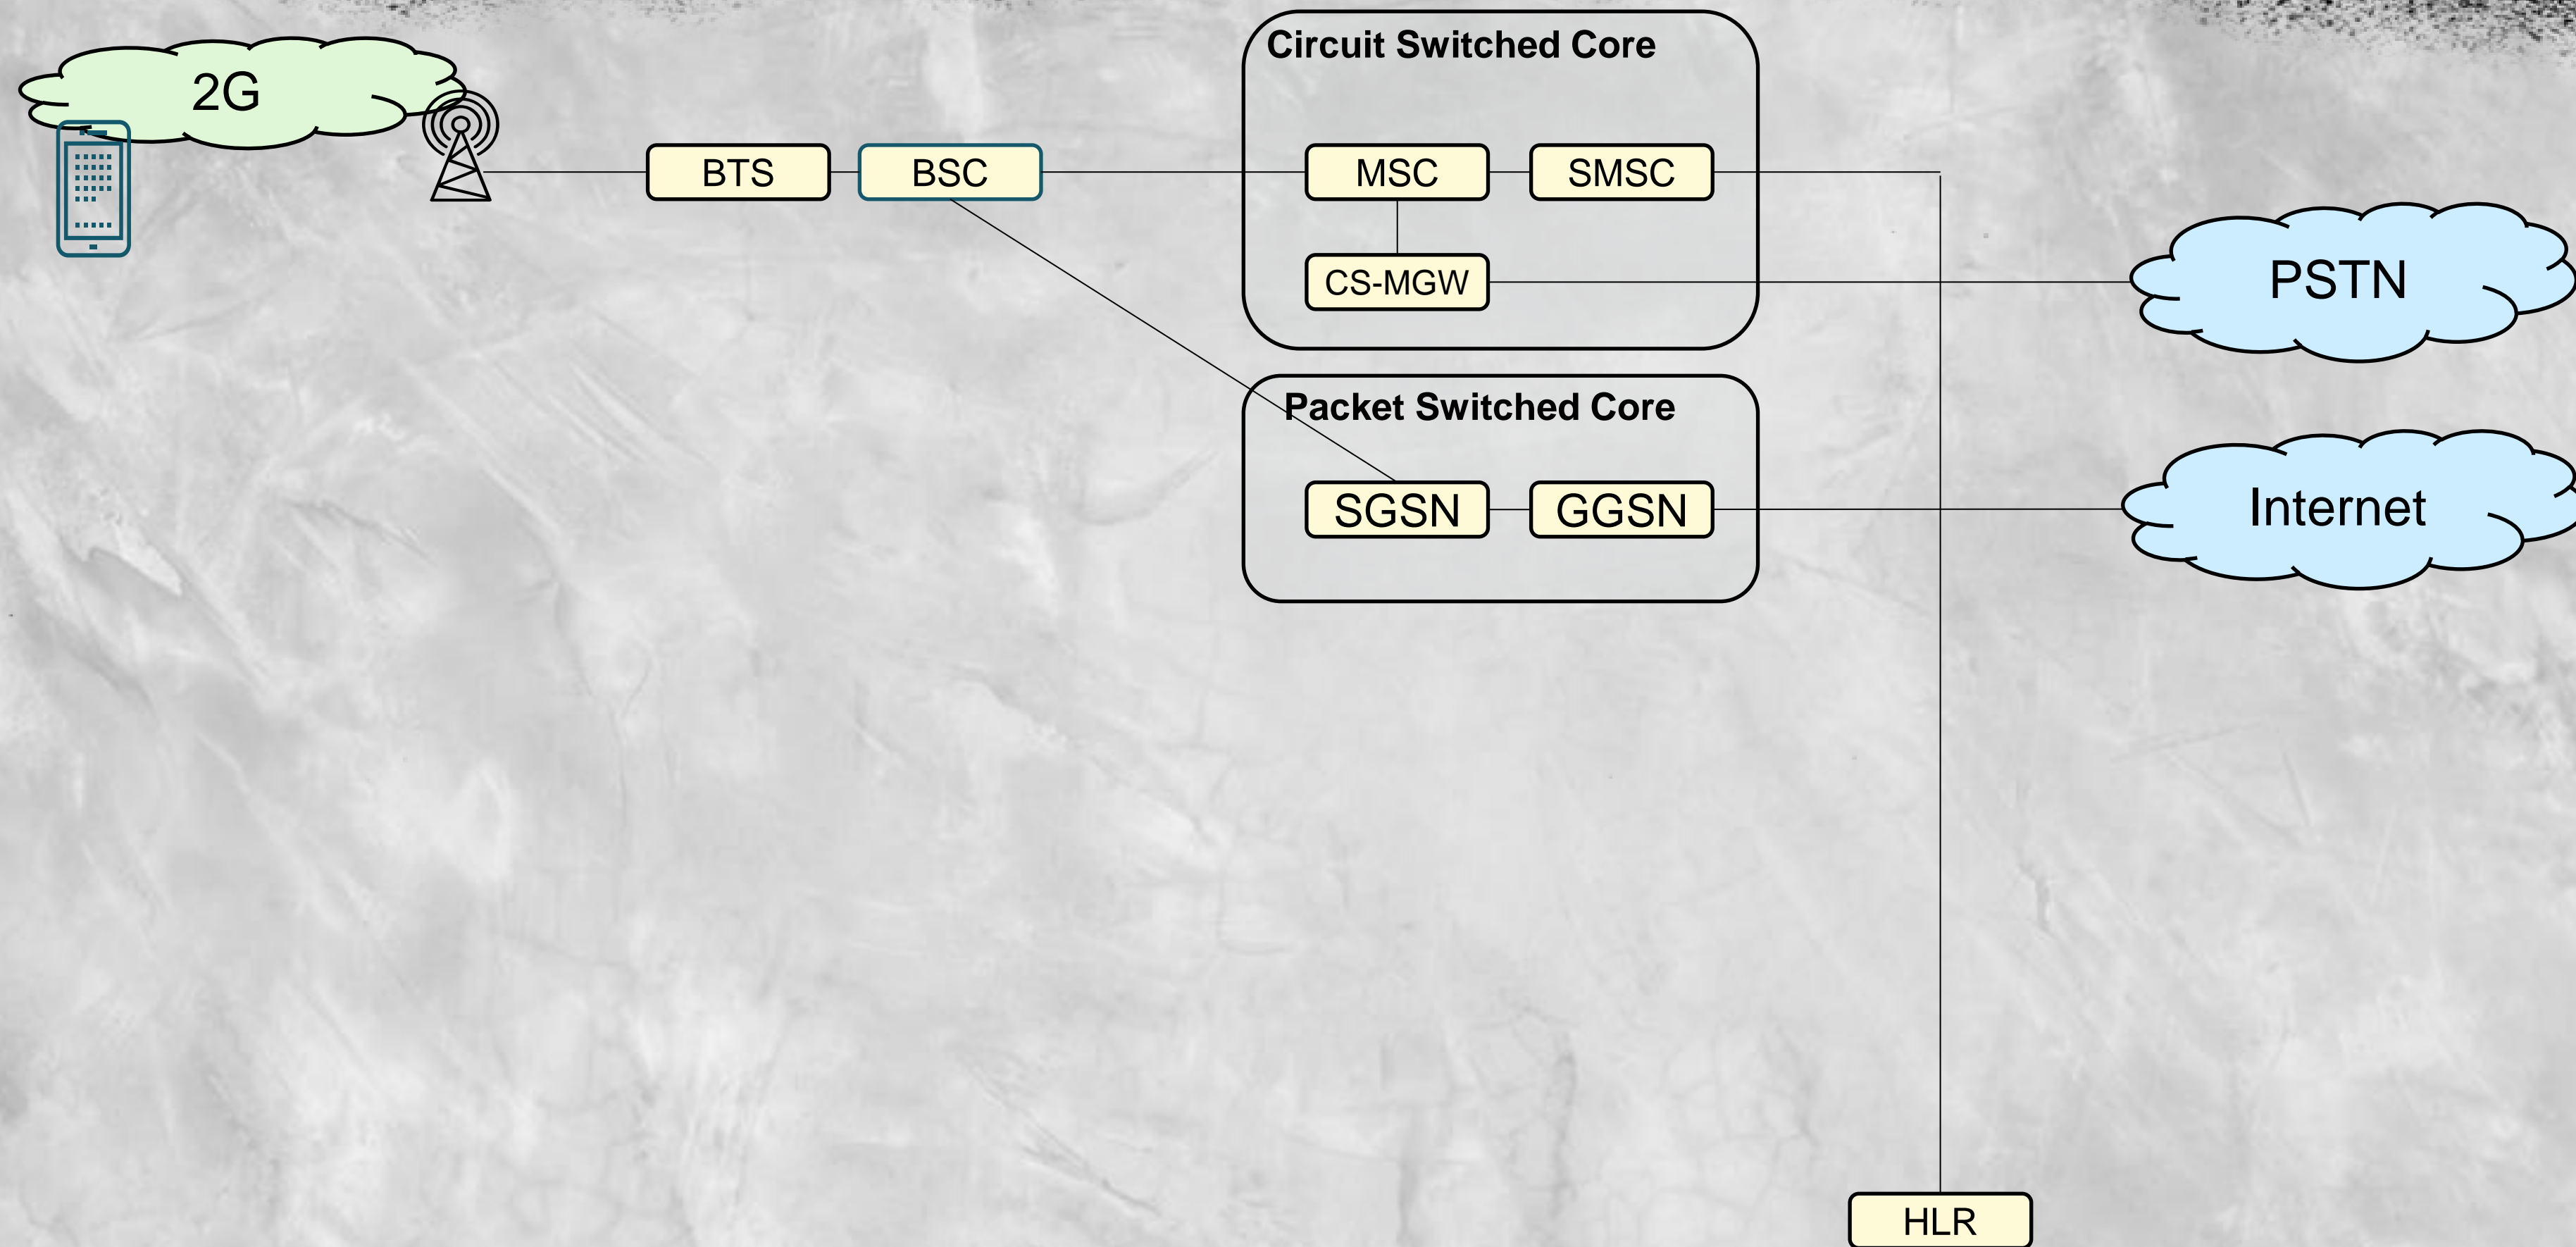 2G
Circuit Switched Core
BTS
BSC
MSC
SMSC
CS-MGW
PSTN
Packet Switched Core
SGSN
GGSN
Internet
HLR